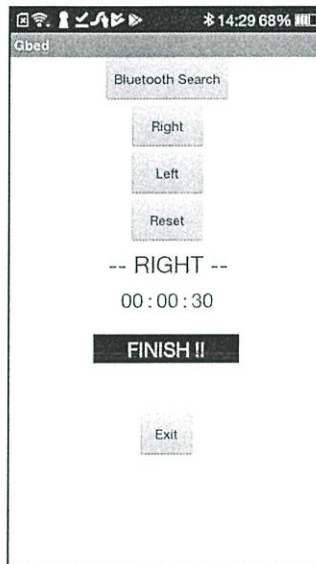 14:29 68%
Gbed
Bluetooth Search
Right
Left
Reset
-- RIGHT --
00:00:30
FINISH !!
Exit